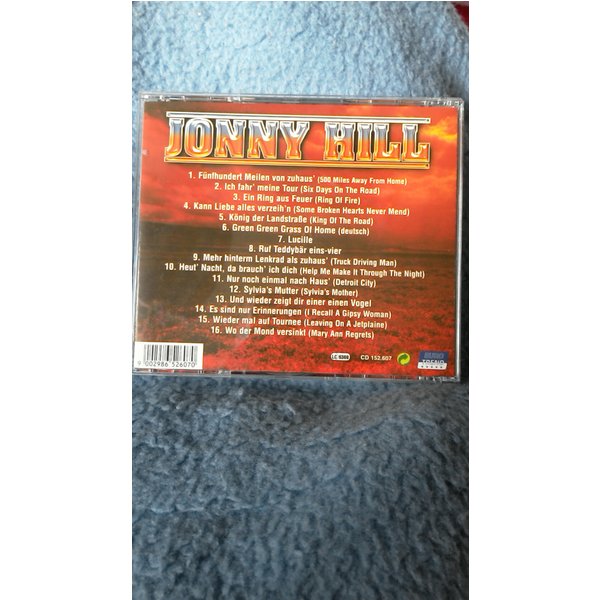 JONNY HILL
1. Fünfhundert Meilen von zuhaus' (500 Miles Away From Home)
2. Ich fahr' meine Tour (Six Days On The Road)
3. Ein Ring aus Feuer (Ring Of Fire)
4. Kann Liebe alles verzeih'n (Some Broken Hearts Never Mend)
5. König der Landstraße (King Of The Road)
6. Green Green Grass Of Home (deutsch)
7. Lucille
8. Ruf Teddybär eins-vier
9. Mehr hinterm Lenkrad als zuhaus' (Truck Driving Man)
10. Heut' Nacht, da brauch' ich dich (Help Me Make It Through The Night)
11. Nur noch einmal nach Haus' (Detroit City)
12. Sylvia's Mutter (Sylvia's Mother)
13. Und wieder zeigt dir einer einen Vogel
14. Es sind nur Erinnerungen (I Recall A Gipsy Woman)
15. Wieder mal auf Tournee (Leaving On A Jetplaine)
16. Wo der Mond versinkt (Mary Ann Regrets)
9 002986 526070
LC 9308
CD 152.607
EURO
TREND